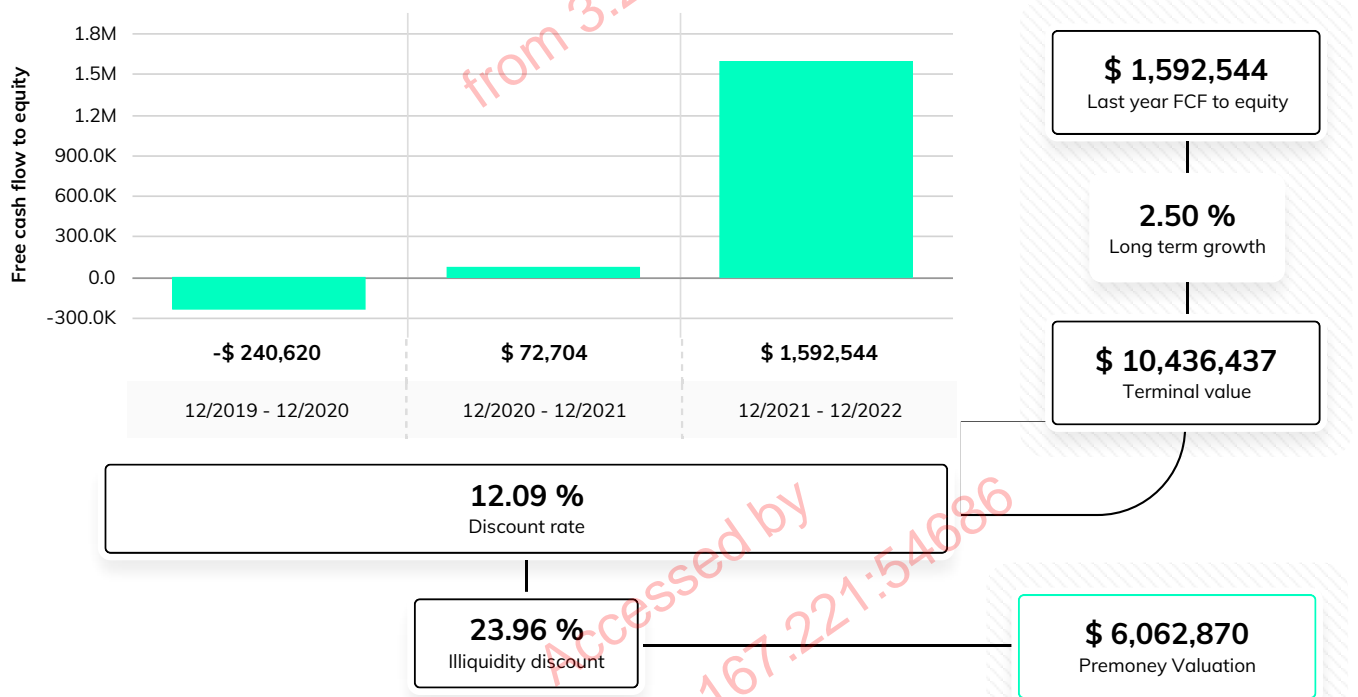 Free cash flow to equity
1.8M
1.5M
1.2M
900.0K
600.0K
300.0K
0.0
-300.0K
-$ 240,620
$ 72,704
$ 1,592,544
12/2019 - 12/2020
12/2020 - 12/2021
12/2021 - 12/2022
$ 1,592,544
Last year FCF to equity
2.50 %
Long term growth
$ 10,436,437
Terminal value
12.09 %
Discount rate
23.96 %
Illiquidity discount
$ 6,062,870
Premoney Valuation
from 3.2
Accessed by
167.221:54686